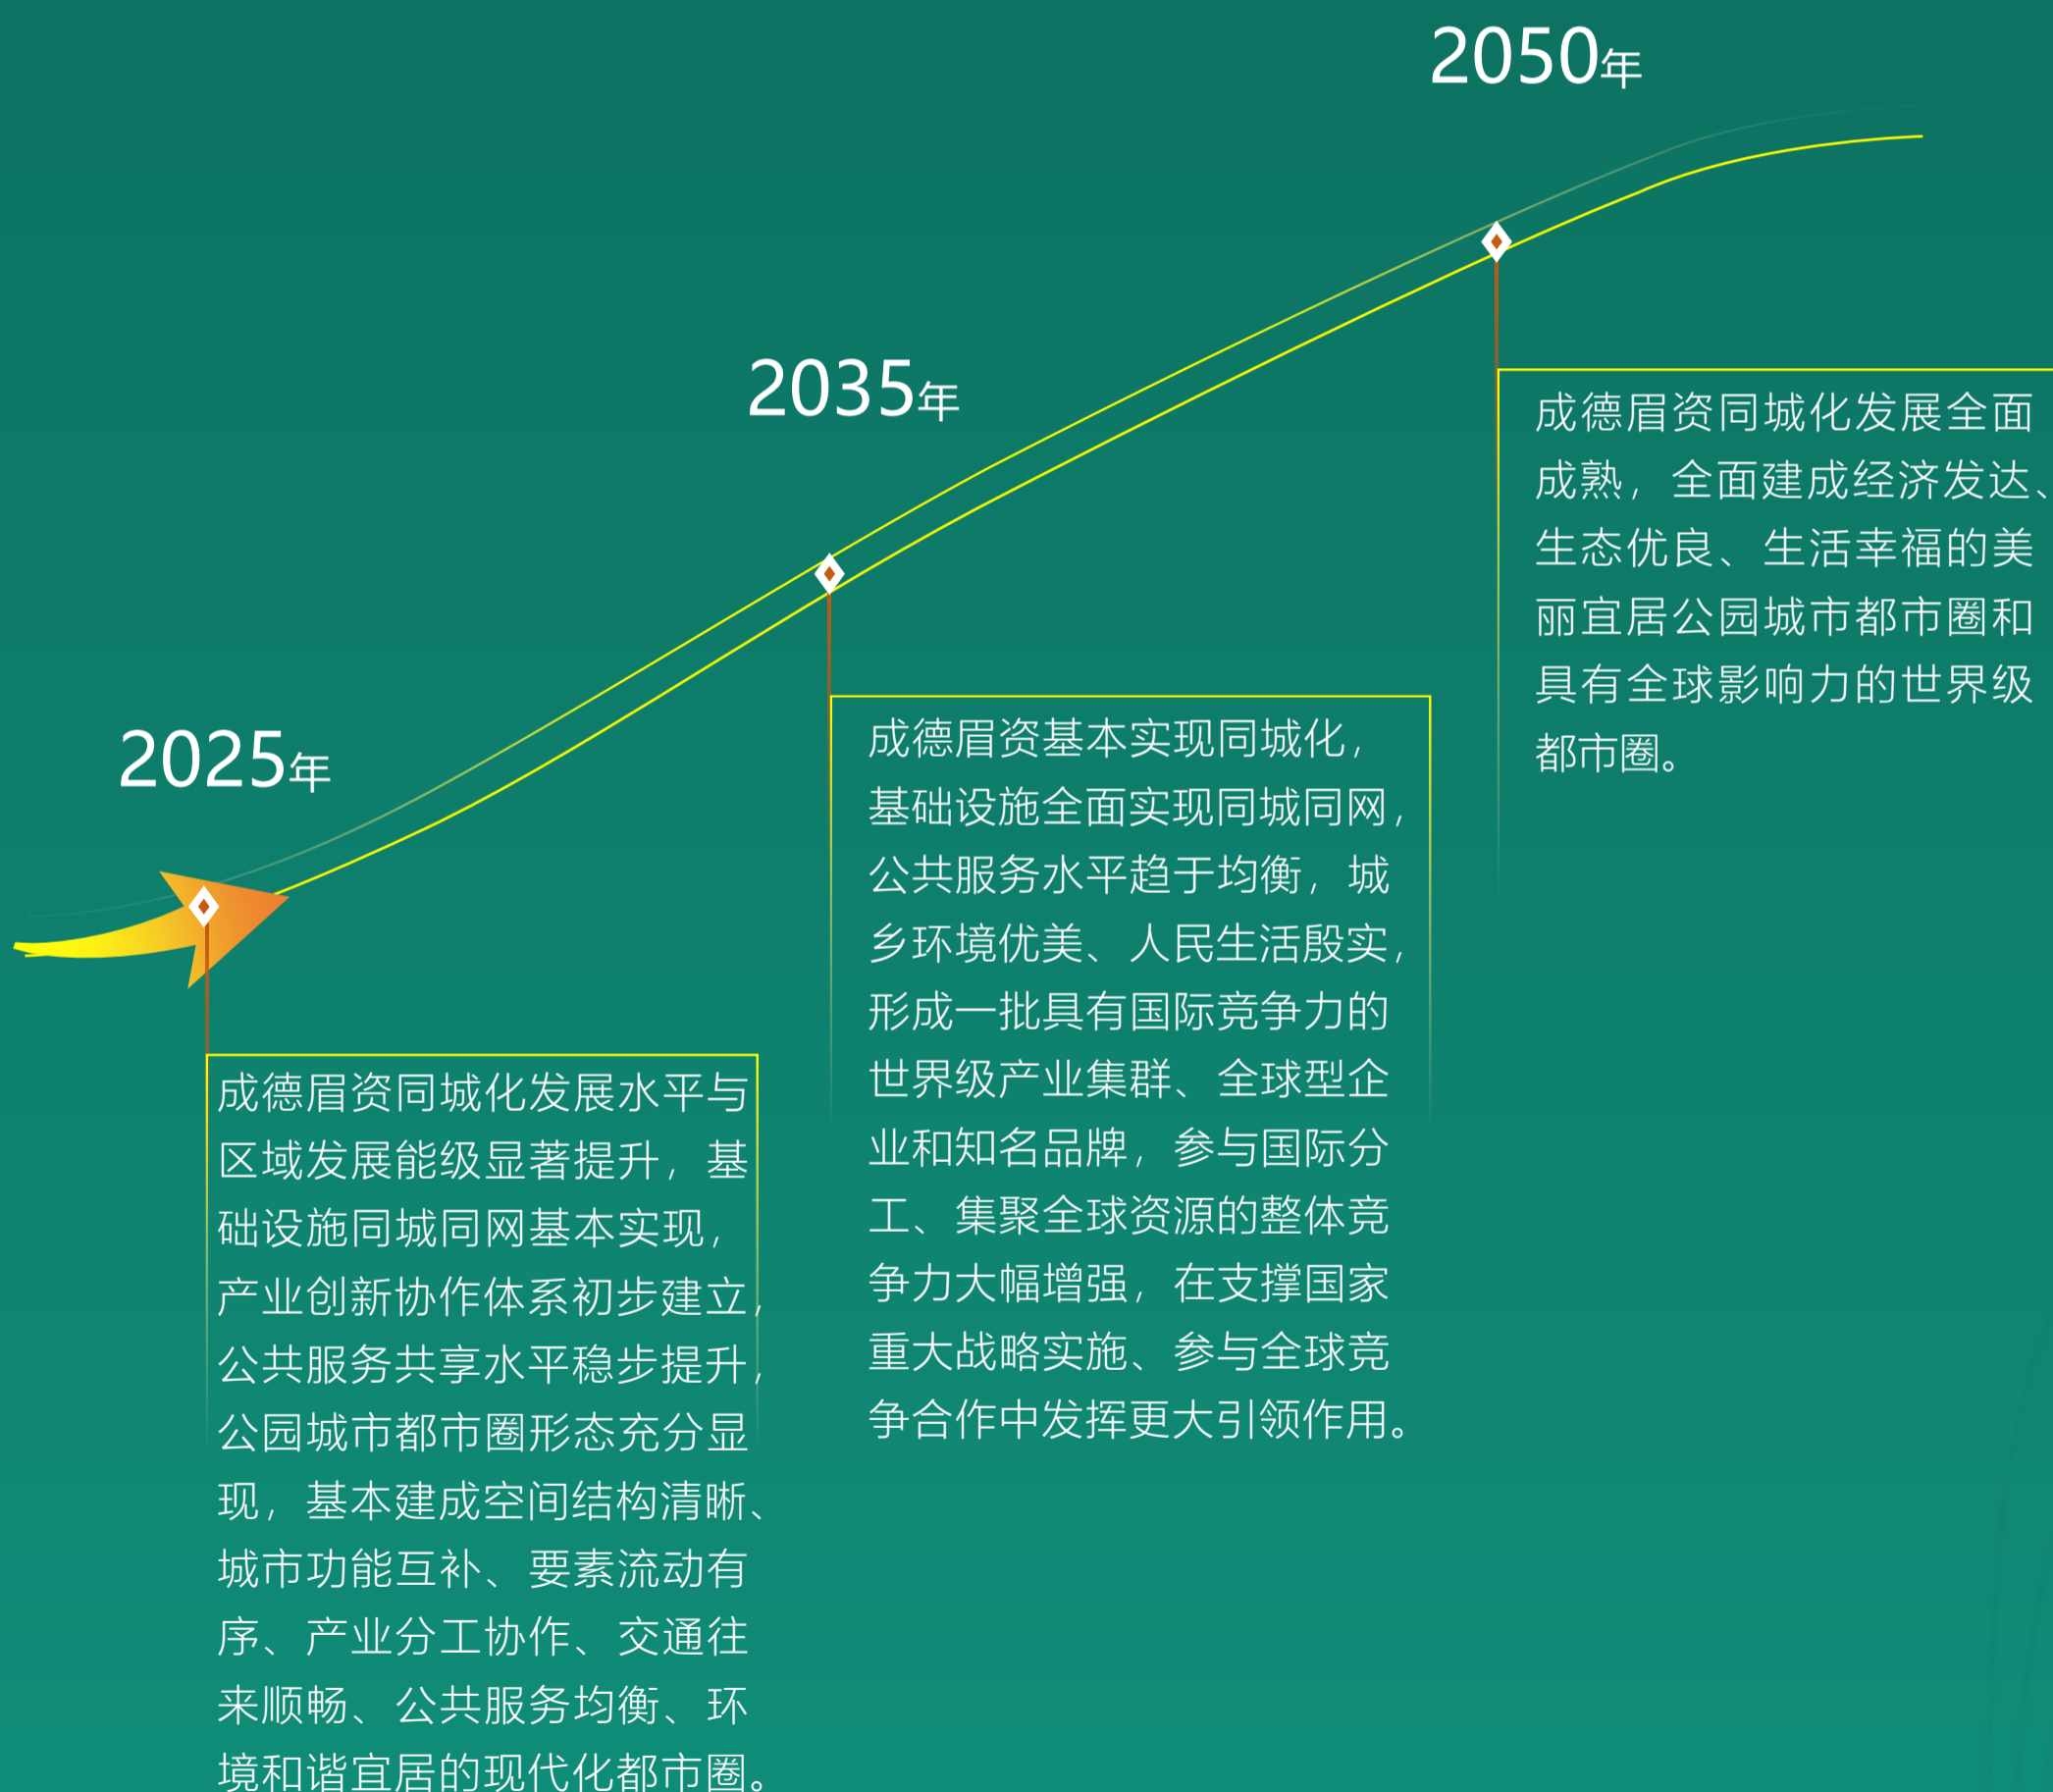 2025年
成德眉资同城化发展水平与
区域发展能级显著提升，基
础设施同城同网基本实现，
产业创新协作体系初步建立，
公共服务共享水平稳步提升，
公园城市都市圈形态充分显
现，基本建成空间结构清晰、
城市功能互补、要素流动有
序、产业分工协作、交通往
来顺畅、公共服务均衡、环
境和谐宜居的现代化都市圈。
2035年
成德眉资基本实现同城化，
基础设施全面实现同城同网，
公共服务水平趋于均衡，城
乡环境优美、人民生活殷实，
形成一批具有国际竞争力的
世界级产业集群、全球型企
业和知名品牌，参与国际分
工、集聚全球资源的整体竞
争力大幅增强，在支撑国家
重大战略实施、参与全球竞
争合作中发挥更大引领作用。
2050年
成德眉资同城化发展全面
成熟，全面建成经济发达、
生态优良、生活幸福的美
丽宜居公园城市都市圈和
具有全球影响力的世界级
都市圈。